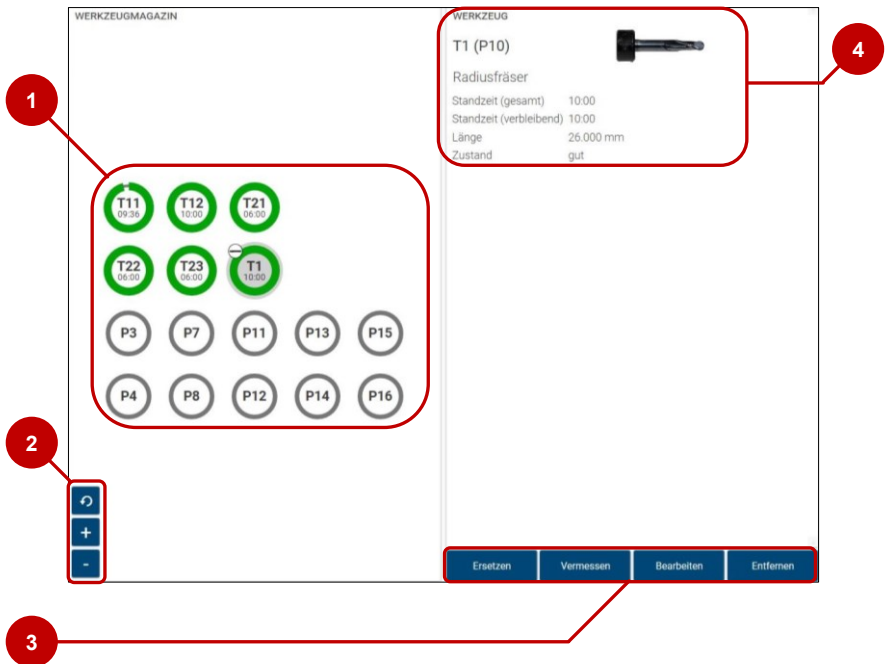 WERKZEUGMAGAZIN
WERKZEUG
T1 (P10)
4
Radiusfräser
Standzeit (gesamt) 10:00
Standzeit (verbleibend) 10:00
Länge 26.000 mm
Zustand gut
1
T11 T12 T21
09:36 10:00 06:00
T22 T23 T1
06:00 06:00 10:00
P3 P7 P11 P13 P15
P4 P8 P12 P14 P16
2
+
-
Ersetzen Vermessen Bearbeiten Entfernen
3